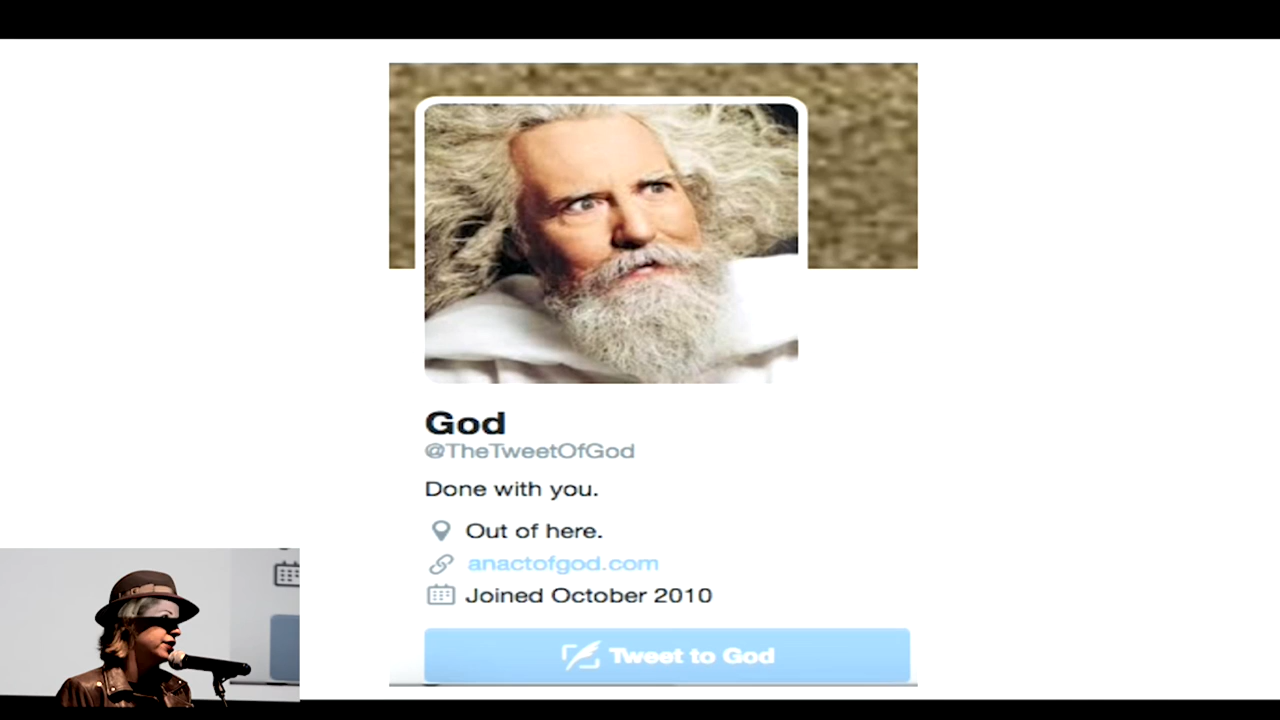 God
@TheTweetOfGod
Done with you.
Out of here.
anactofgod.com
Joined October 2010
Tweet to God